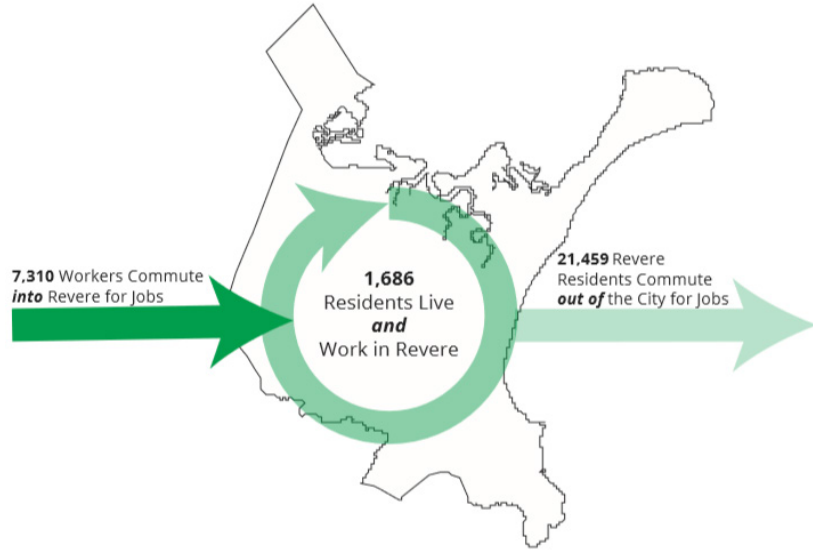 7,310 Workers Commute
into Revere for Jobs
1,686
Residents Live
and
Work in Revere
21,459 Revere
Residents Commute
out of the City for Jobs